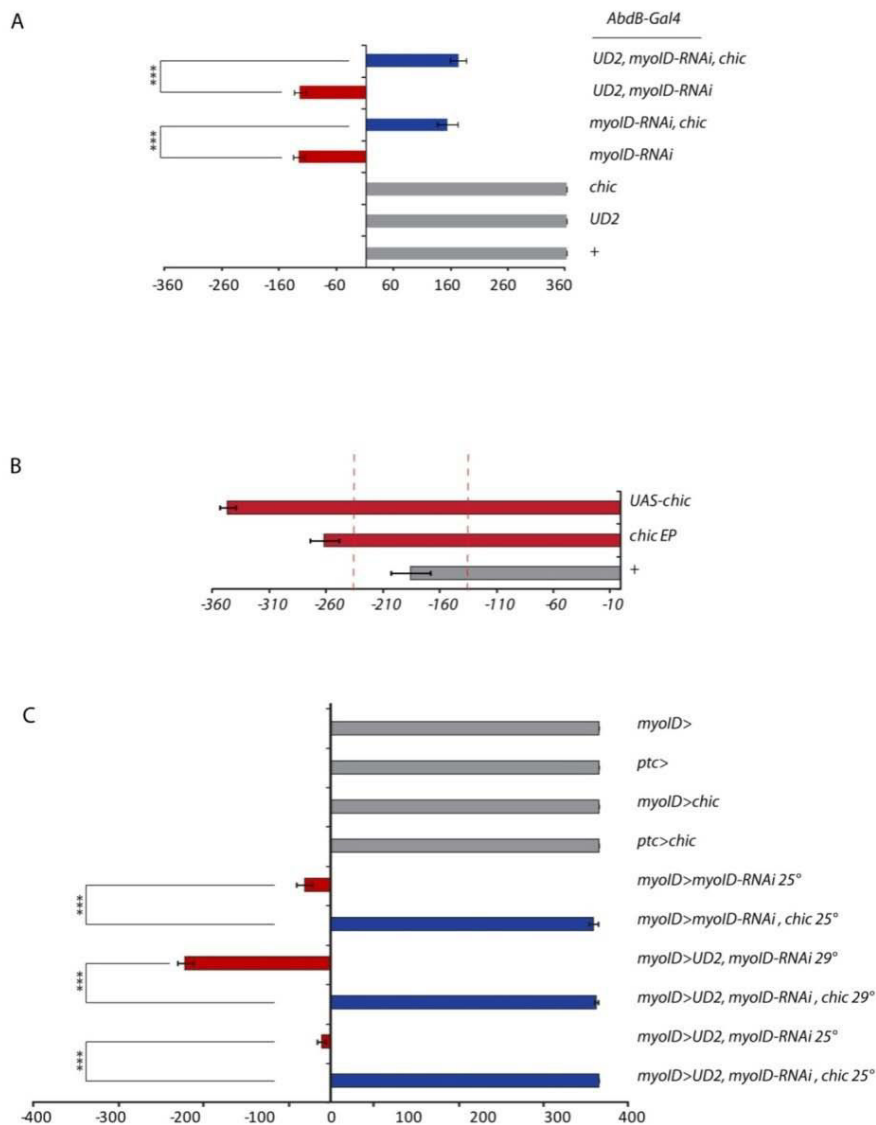 A
AbdB-Gal4
UD2, myoID-RNAi, chic
***
UD2, myoID-RNAi
myoID-RNAi, chic
***
myoID-RNAi
chic
UD2
+
-360 -260 -160 -60 60 160 260 360
B
UAS-chic
chic EP
+
-360 -310 -260 -210 -160 -110 -60 -10
C
myoID>
ptc>
myoID>chic
ptc>chic
myoID>myoID-RNAi 25°
***
myoID>myoID-RNAi , chic 25°
myoID>UD2, myoID-RNAi 29°
***
myoID>UD2, myoID-RNAi , chic 29°
myoID>UD2, myoID-RNAi 25°
***
myoID>UD2, myoID-RNAi , chic 25°
-400 -300 -200 -100 0 100 200 300 400